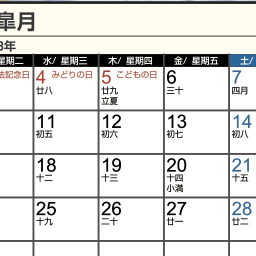 皐月
3年
星期二 水/ 星期三 木/ 星期四 金/ 星期五 土/
法記念日 4 みどりの日 5 こどもの日 6 7
廿八 廿九 三十 四月
立夏
11 12 13 14
初五 初六 初七 初八
18 19 20 21
十二 十三 十四 十五
小滿
25 26 27 28
十九 二十 廿一 廿二